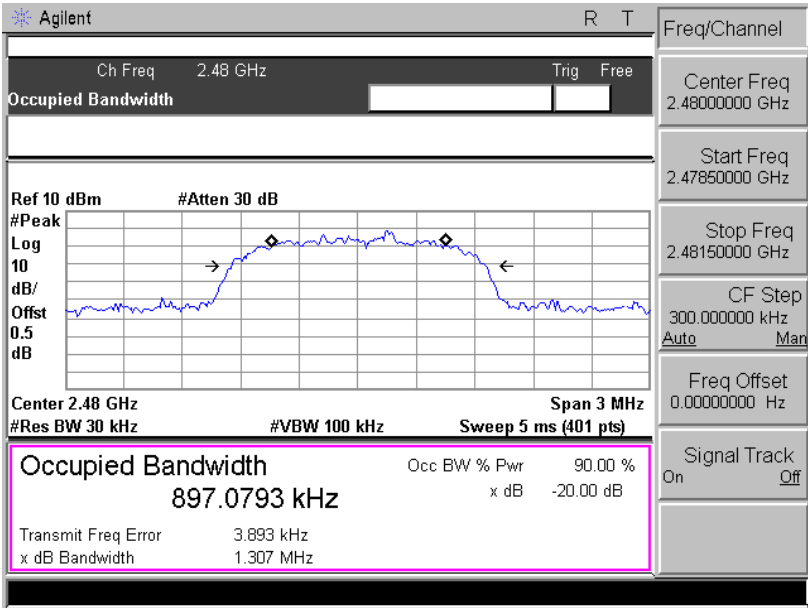 Agilent R T
Ch Freq 2.48 GHz Trig Free
Occupied Bandwidth
Ref 10 dBm #Atten 30 dB
#Peak
Log
10
dB/
Offst
0.5
dB
Center 2.48 GHz Span 3 MHz
#Res BW 30 kHz #VBW 100 kHz Sweep 5 ms (401 pts)
Occupied Bandwidth Occ BW % Pwr 90.00 %
897.0793 kHz x dB -20.00 dB
Transmit Freq Error 3.893 kHz
x dB Bandwidth 1.307 MHz
Freq/Channel
Center Freq
2.48000000 GHz
Start Freq
2.47850000 GHz
Stop Freq
2.48150000 GHz
CF Step
300.000000 kHz
Auto Man
Freq Offset
0.00000000 Hz
Signal Track
On Off